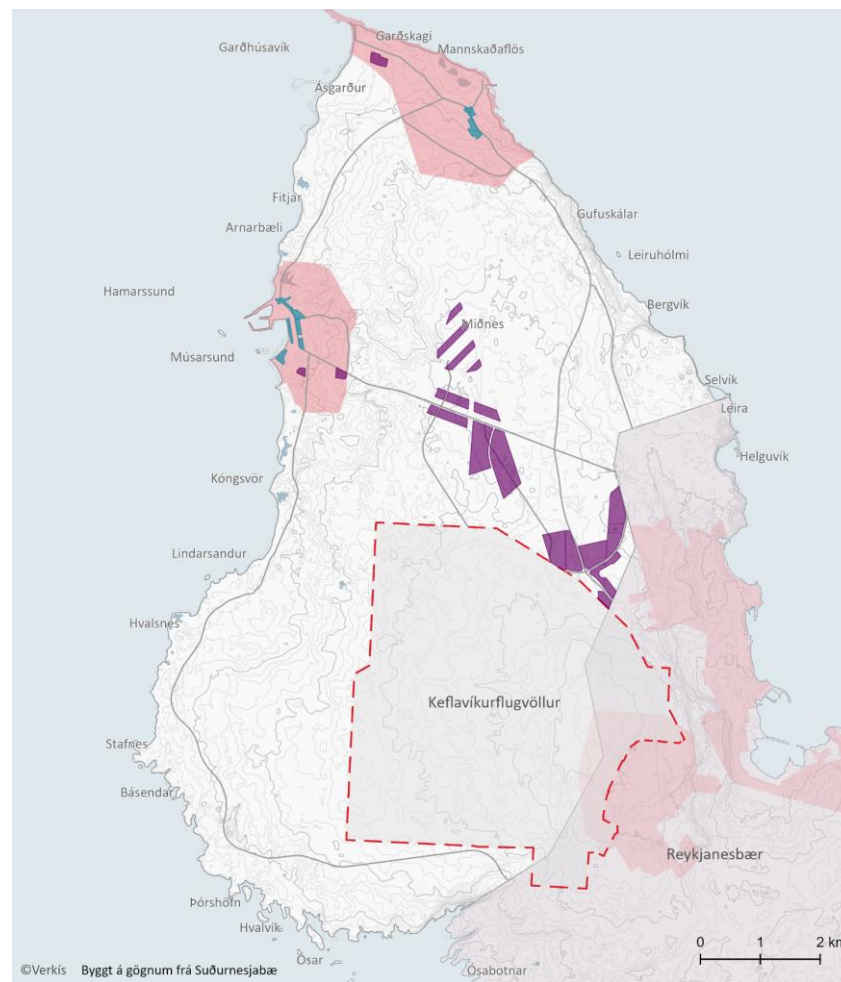 Garðskagi
Garðhúsavík
Mannskaðaflös
Ásgarður
Fitjar
Gufuskálar
Arnarbæli
Leiruhólmi
Hamarssund
Bergvík
Miðnes
Músarsund
Selvík
Leira
Helguvík
Kóngsvör
Lindarsandur
Hvalsnes
Keflavíkurflugvöllur
Stafnes
Básendar
Reykjanesbær
Þórshöfn
Hvalvík
0 1 2 km
Ósar
©Verkís Byggt á gögnum frá Suðurnesjabæ
Ósabotnar